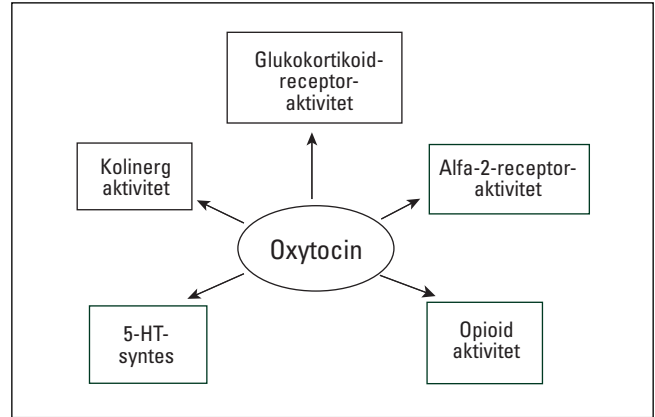 Glukokortikoid-
receptor-
aktivitet
Kolinerg
aktivitet
Alfa-2-receptor-
aktivitet
Oxytocin
5-HT-
syntes
Opioid
aktivitet